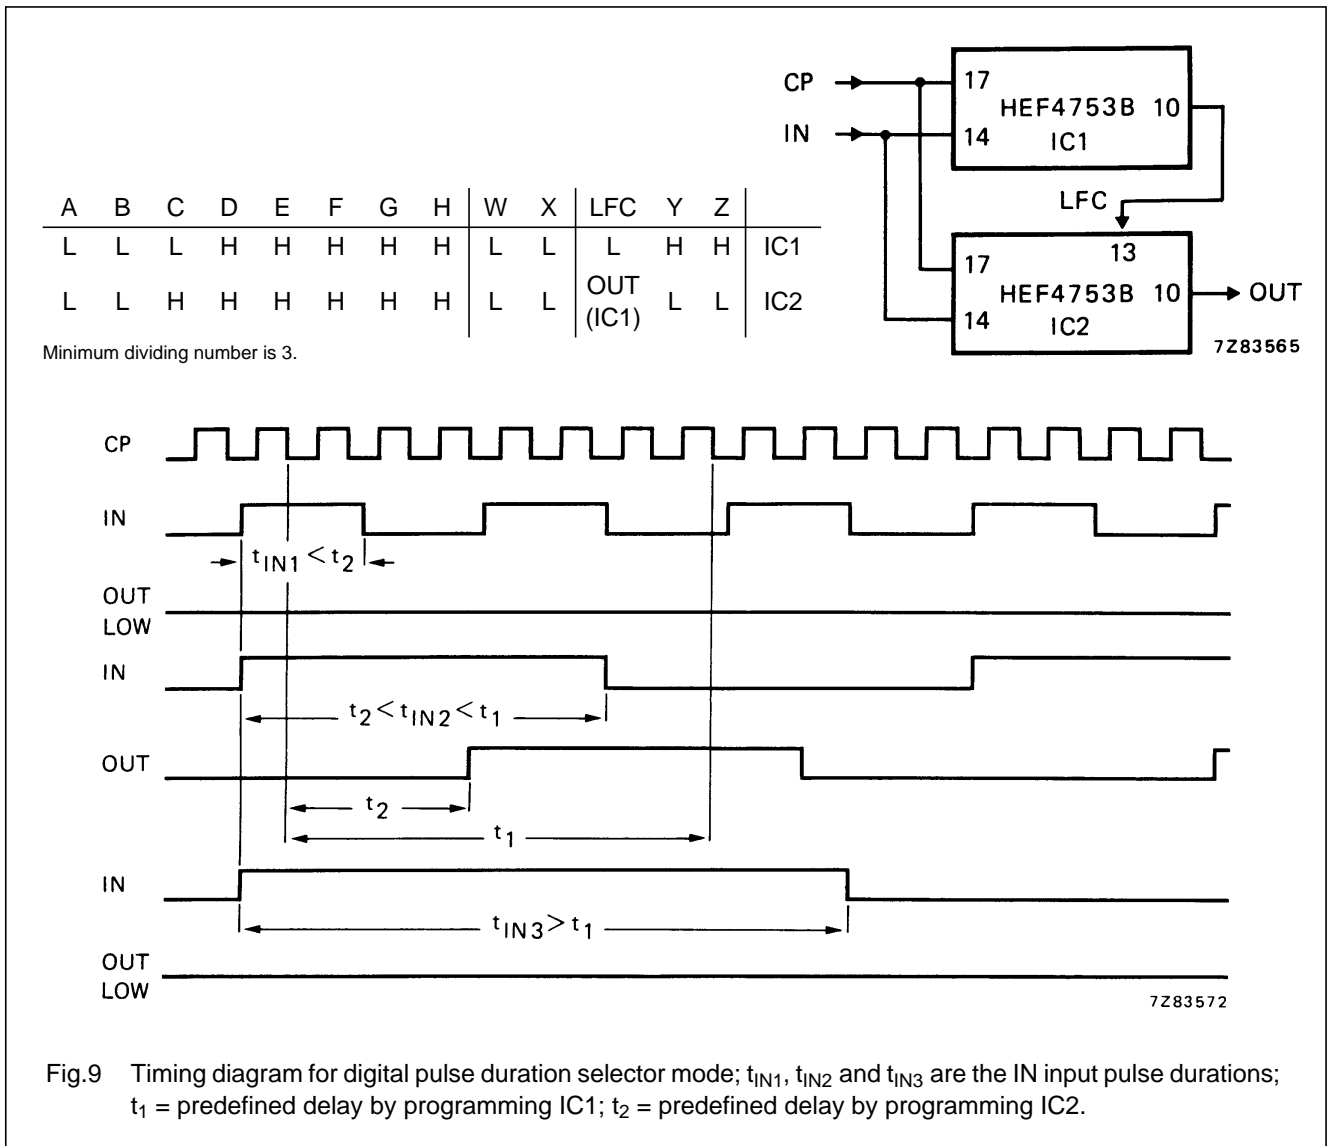 CP
17
HEF4753B 10
IN
14
IC1
LFC
A B C D E F G H W X LFC Y Z
L L L H H H H H L L L H H IC1
L L H H H H H H L L OUT (IC1) L L IC2
Minimum dividing number is 3.
13
17
HEF4753B 10 OUT
14
IC2
7Z83565
CP
IN
tIN1 < t2
OUT
LOW
IN
t2 < tIN2 < t1
OUT
t2
t1
IN
tIN3 > t1
OUT
LOW
7Z83572
Fig.9 Timing diagram for digital pulse duration selector mode; tIN1, tIN2 and tIN3 are the IN input pulse durations;
t1 = predefined delay by programming IC1; t2 = predefined delay by programming IC2.